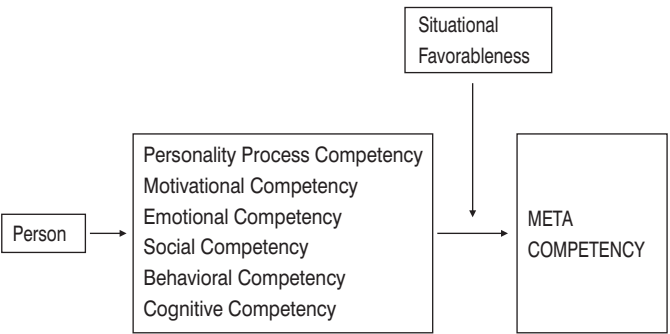 Situational
Favorableness
Person
Personality Process Competency
Motivational Competency
Emotional Competency
Social Competency
Behavioral Competency
Cognitive Competency
META
COMPETENCY